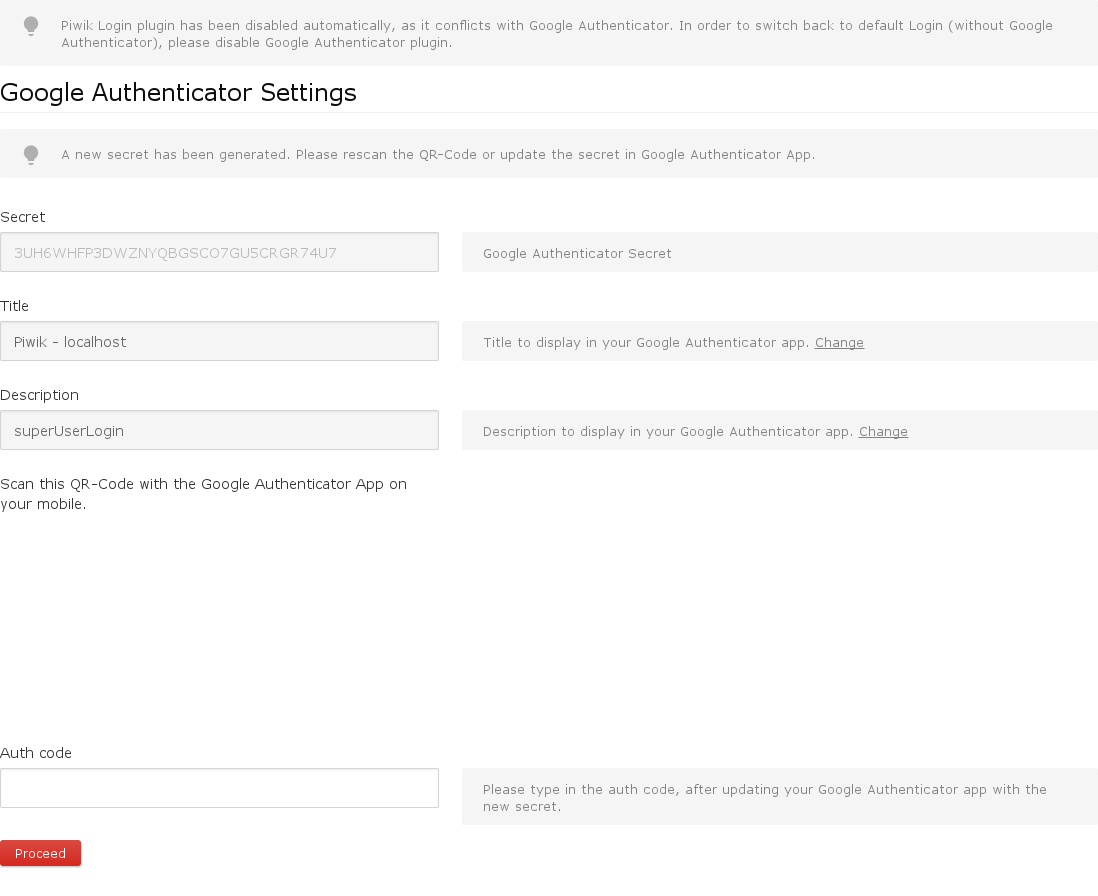 Piwik Login plugin has been disabled automatically, as it conflicts with Google Authenticator. In order to switch back to default Login (without Google
Authenticator), please disable Google Authenticator plugin.
Google Authenticator Settings
A new secret has been generated. Please rescan the QR-Code or update the secret in Google Authenticator App.
Secret
3UH6WHFP3DWZNYQBGSCO7GU5CRGR74U7
Google Authenticator Secret
Title
Piwik - localhost
Title to display in your Google Authenticator app. Change
Description
superUserLogin
Description to display in your Google Authenticator app. Change
Scan this QR-Code with the Google Authenticator App on
your mobile.
Auth code
Please type in the auth code, after updating your Google Authenticator app with the
new secret.
Proceed